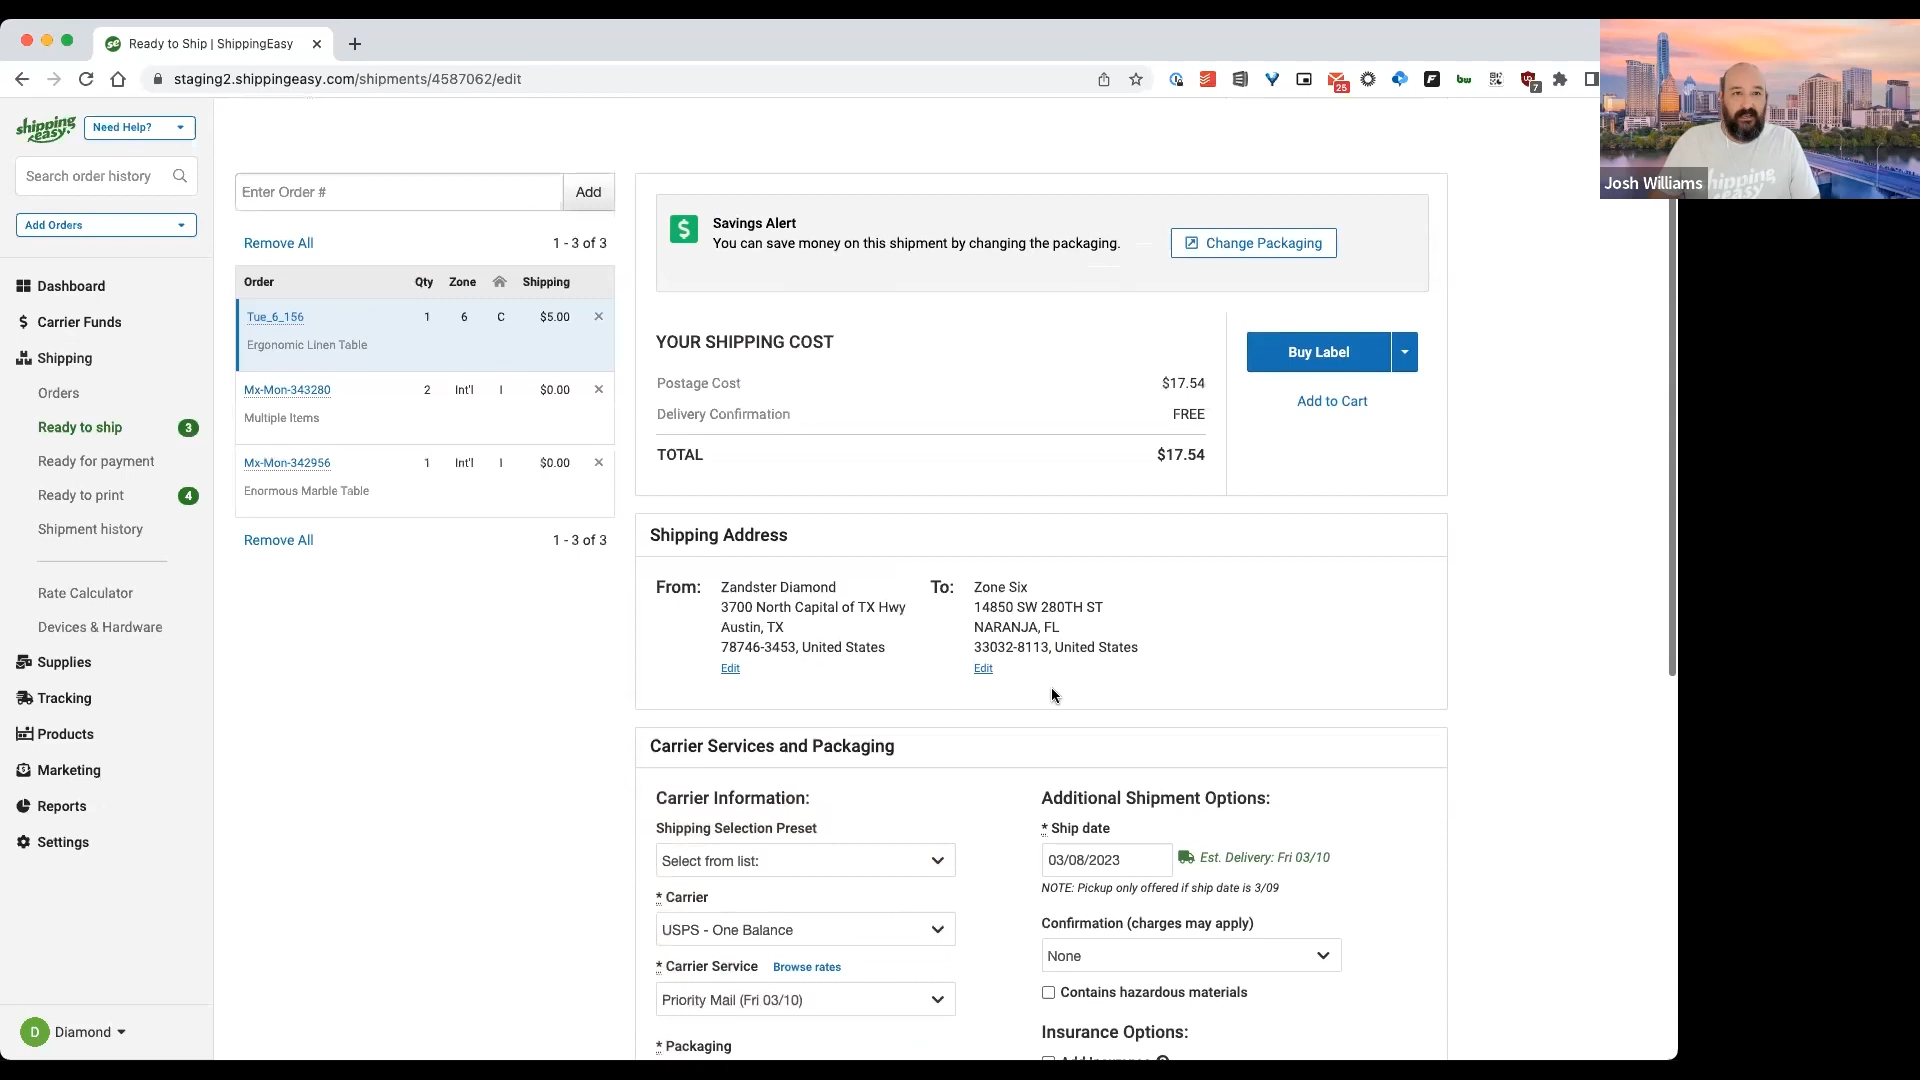 Ready to Ship | ShippingEasy
staging2.shippingeasy.com/shipments/4587062/edit
25
7
Josh Williams
shipping easy
shipping easy
Need Help?
Search order history
Add Orders
Dashboard
Carrier Funds
Shipping
Orders
Ready to ship 3
Ready for payment
Ready to print 4
Shipment history
Rate Calculator
Devices & Hardware
Supplies
Tracking
Products
Marketing
Reports
Settings
D Diamond
Enter Order # Add
Remove All 1 - 3 of 3
Order Qty Zone Shipping
Tue_6_156 1 6 C $5.00
Ergonomic Linen Table
Mx-Mon-343280 2 Int'l I $0.00
Multiple Items
Mx-Mon-342956 1 Int'l I $0.00
Enormous Marble Table
Remove All 1 - 3 of 3
Savings Alert
You can save money on this shipment by changing the packaging.
Change Packaging
YOUR SHIPPING COST
Postage Cost $17.54
Delivery Confirmation FREE
TOTAL $17.54
Buy Label
Add to Cart
Shipping Address
From: Zandster Diamond
3700 North Capital of TX Hwy
Austin, TX
78746-3453, United States
Edit
To: Zone Six
14850 SW 280TH ST
NARANJA, FL
33032-8113, United States
Edit
Carrier Services and Packaging
Carrier Information:
Shipping Selection Preset
Select from list:
* Carrier
USPS - One Balance
* Carrier Service Browse rates
Priority Mail (Fri 03/10)
* Packaging
Additional Shipment Options:
* Ship date
03/08/2023 Est. Delivery: Fri 03/10
NOTE: Pickup only offered if ship date is 3/09
Confirmation (charges may apply)
None
Contains hazardous materials
Insurance Options: